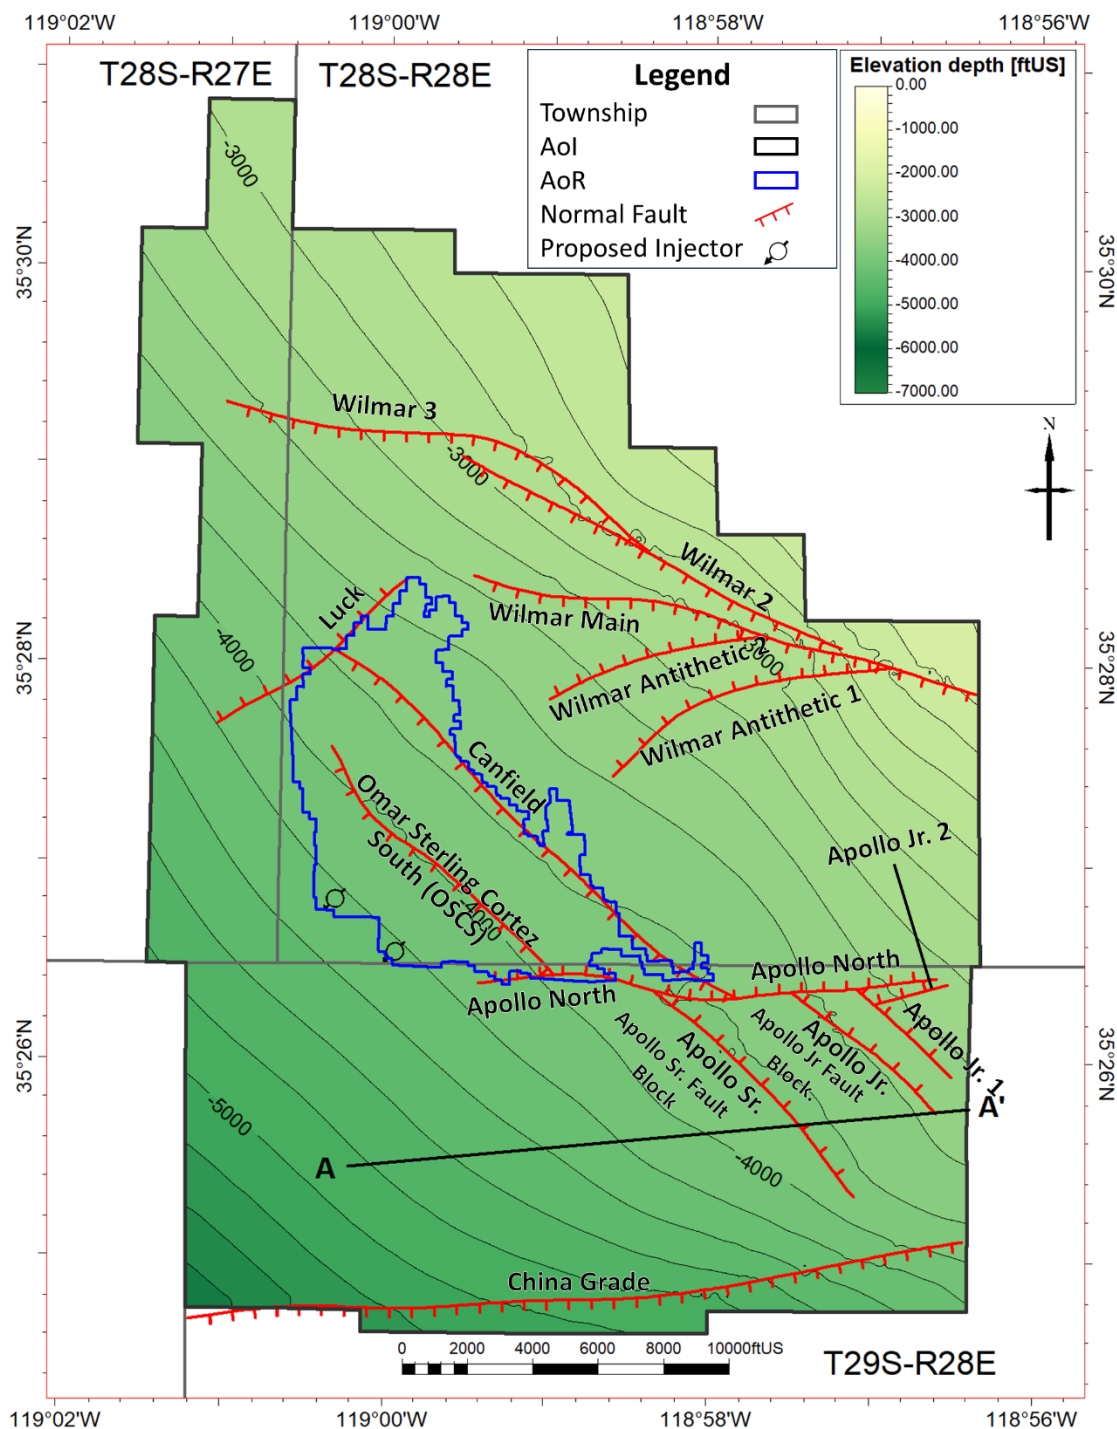 119°02'W
119°00'W
118°58'W
118°56'W
T28S-R27E
T28S-R28E
Legend
Township
AoI
AoR
Normal Fault
Proposed Injector
Elevation depth [ftUS]
0.00
-1000.00
-2000.00
-3000.00
-4000.00
-5000.00
-6000.00
-7000.00
35°30'N
35°30'N
N
-3000
Wilmar 3
-3000
Wilmar 2
Wilmar Main
Luck
-4000
-3000
Wilmar Antithetic 2
Wilmar Antithetic 1
35°28'N
35°28'N
Canfield
Omar Sterling Cortez
South (OSCS)
-4000
Apollo Jr. 2
Apollo North
Apollo North
Apollo Sr. Fault
Block
Apollo Sr.
Apollo Jr Fault
Block.
Apollo Jr.
Apollo Jr. 1
35°26'N
35°26'N
-5000
A
A'
-4000
China Grade
0
2000
4000
6000
8000
10000ftUS
T29S-R28E
119°02'W
119°00'W
118°58'W
118°56'W